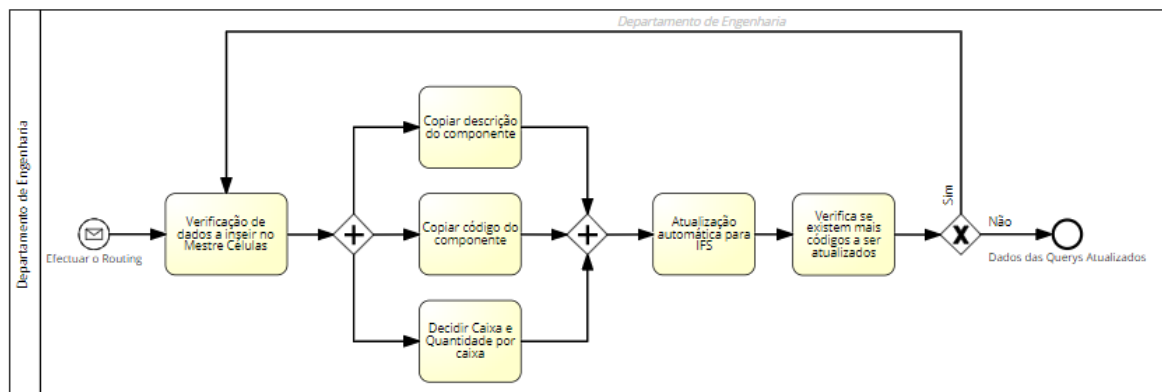 Departamento de Engenharia
Departamento de Engenharia
Efectuar o Routing
Verificação de
dados a inserir no
Mestre Células
Copiar descrição
do componente
Copiar código do
componente
Decidir Caixa e
Quantidade por
caixa
Atualização
automática para
IFS
Verifica se
existem mais
códigos a ser
atualizados
Sim
Não
Dados das Querys Atualizados